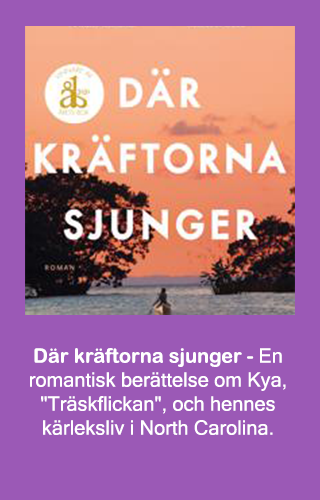 DÄR
KRÄFTORNA
SJUNGER
ROMAN
Där kräftorna sjunger - En
romantisk berättelse om Kya,
"Träskflickan", och hennes
kärleksliv i North Carolina.